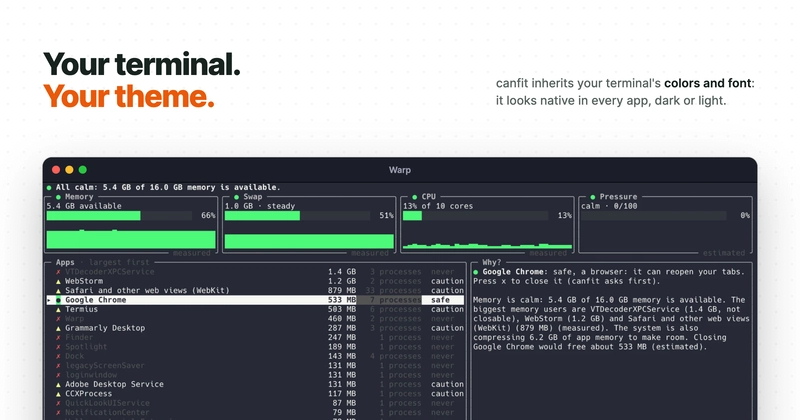 Your terminal.
Your theme.
canfit inherits your terminal's colors and font:
it looks native in every app, dark or light.
Warp
● All calm: 5.4 GB of 16.0 GB memory is available.
● Memory
5.4 GB available
66%
measured
● Swap
1.0 GB · steady
51%
measured
● CPU
13% of 10 cores
13%
measured
● Pressure
calm · 0/100
0%
estimated
Apps · largest first
✗ VTDecoderXPCService 1.4 GB 3 processes never
▲ WebStorm 1.2 GB 2 processes caution
▲ Safari and other web views (WebKit) 879 MB 33 processes caution
▸ ● Google Chrome 533 MB 7 processes safe
▲ Termius 503 MB 6 processes caution
✗ Warp 460 MB 2 processes never
▲ Grammarly Desktop 287 MB 3 processes caution
✗ Finder 247 MB 1 process never
✗ Spotlight 189 MB 1 process never
✗ Dock 143 MB 4 processes never
✗ legacyScreenSaver 131 MB 1 process never
✗ loginwindow 131 MB 1 process never
▲ Adobe Desktop Service 131 MB 1 process caution
▲ CCXProcess 117 MB 2 processes caution
✗ QuickLookUIService 87 MB 1 process never
✗ NotificationCenter 79 MB 1 process never
Why?
● Google Chrome: safe, a browser: it can reopen your tabs.
Press x to close it (canfit asks first).
Memory is calm: 5.4 GB of 16.0 GB memory is available. The
biggest memory users are VTDecoderXPCService (1.4 GB, not
closable), WebStorm (1.2 GB) and Safari and other web views
(WebKit) (879 MB) (measured). The system is also
compressing 6.2 GB of app memory to make room. Closing
Google Chrome would free about 533 MB (estimated).